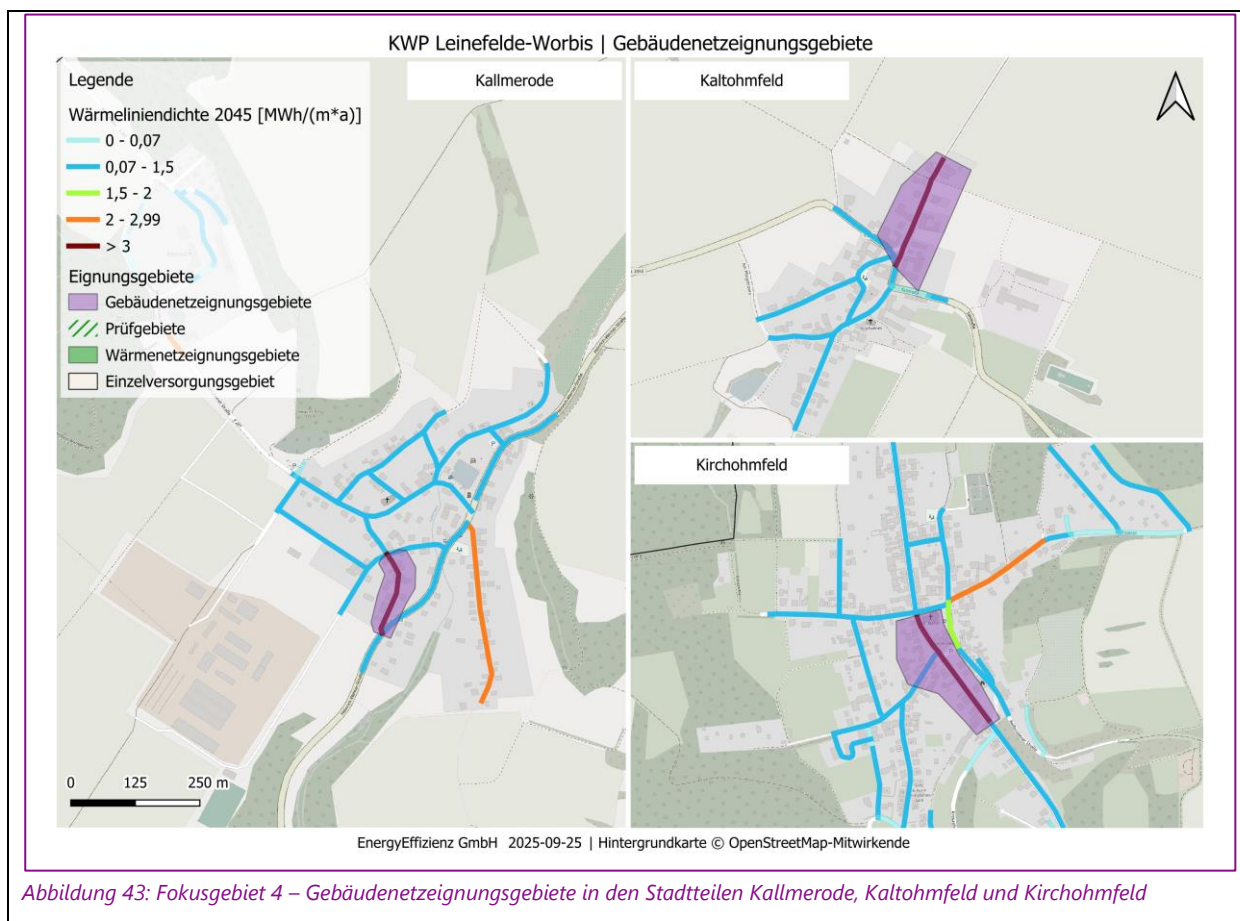 KWP Leinefelde-Worbis | Gebäudenetzeignungsgebiete
Legende
Wärmeliniendichte 2045 [MWh/(m*a)]
0 - 0,07
0,07 - 1,5
1,5 - 2
2 - 2,99
> 3
Eignungsgebiete
Gebäudenetzeignungsgebiete
Prüfgebiete
Wärmenetzeignungsgebiete
Einzelversorgungsgebiet
Kallmerode
Kaltohmfeld
Kirchohmfeld
0 125 250 m
EnergyEffizienz GmbH 2025-09-25 | Hintergrundkarte © OpenStreetMap-Mitwirkende
Abbildung 43: Fokusgebiet 4 – Gebäudenetzeignungsgebiete in den Stadtteilen Kallmerode, Kaltohmfeld und Kirchohmfeld